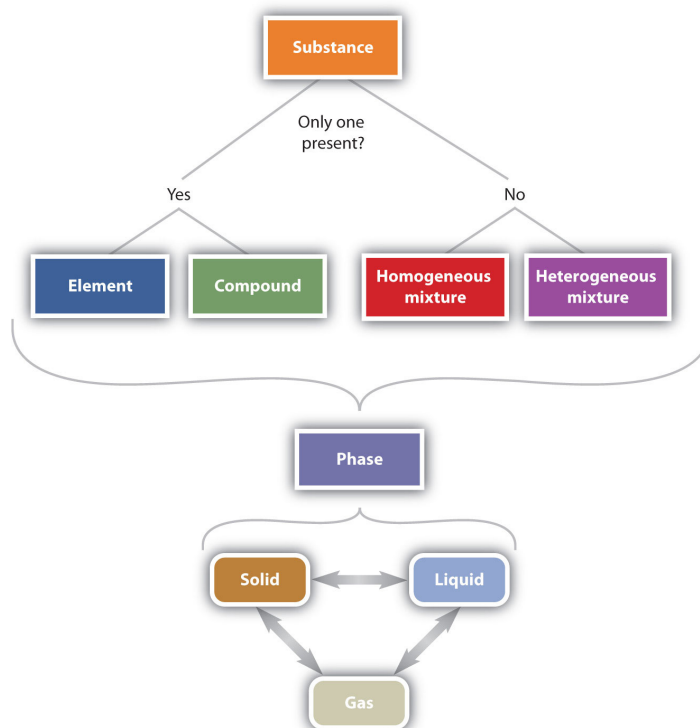 Substance
Only one
present?
Yes
No
Element
Compound
Homogeneous
mixture
Heterogeneous
mixture
Phase
Solid
Liquid
Gas